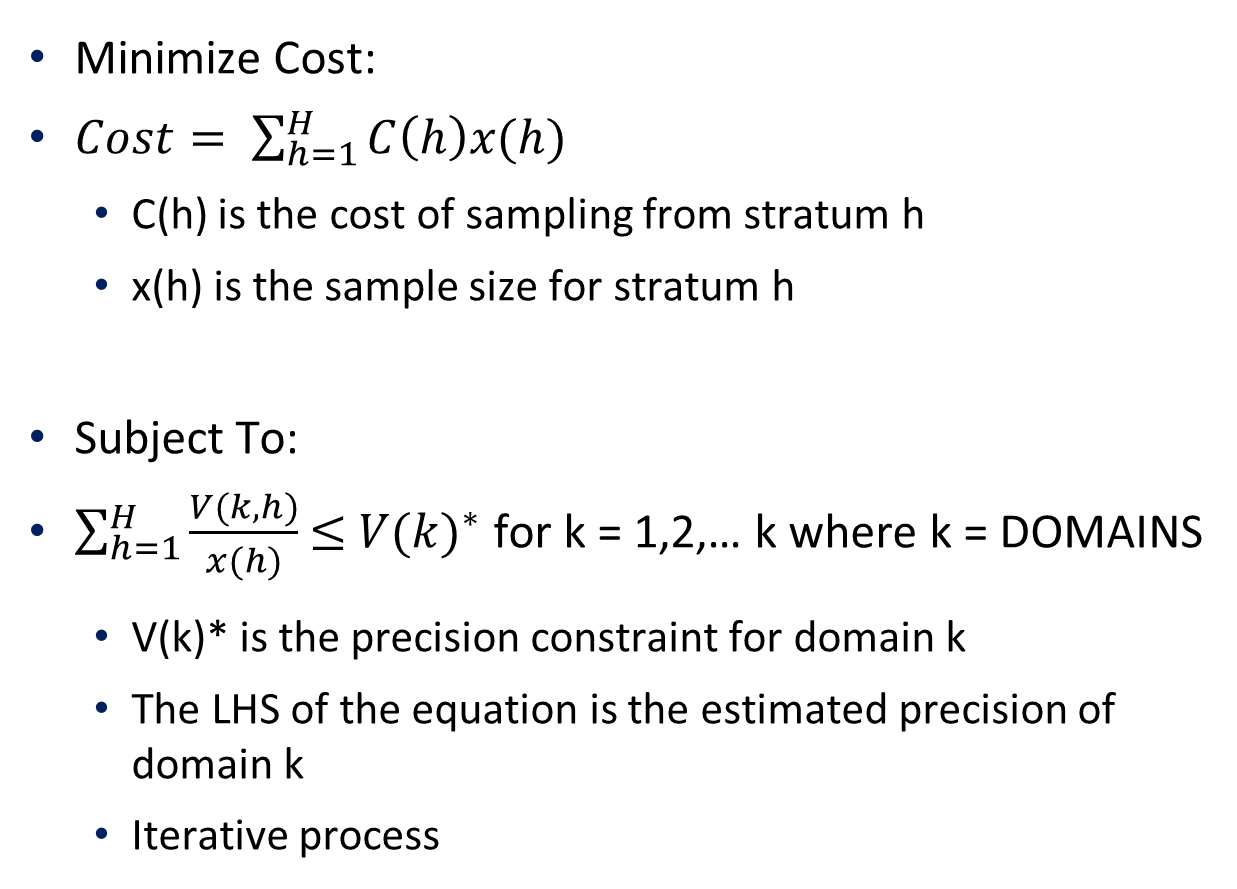 • Minimize Cost:
• Cost = ∑_{h=1}^{H} C(h)x(h)
• C(h) is the cost of sampling from stratum h
• x(h) is the sample size for stratum h
• Subject To:
• ∑_{h=1}^{H} V(k,h)/x(h) ≤ V(k)* for k = 1,2,… k where k = DOMAINS
• V(k)* is the precision constraint for domain k
• The LHS of the equation is the estimated precision of
domain k
• Iterative process